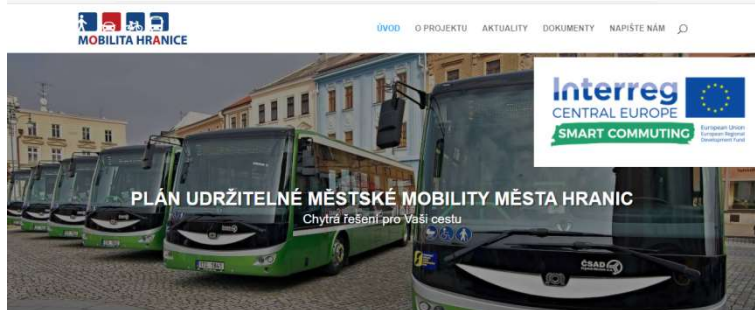 MOBILITA HRANICE
ÚVOD O PROJEKTU AKTUALITY DOKUMENTY NAPIŠTE NÁM
Interreg
CENTRAL EUROPE
SMART COMMUTING
European Union
European Regional
Development Fund
PLÁN UDRŽITELNÉ MĚSTSKÉ MOBILITY MĚSTA HRANIC
Chytrá řešení pro Vaši cestu
ČSAD